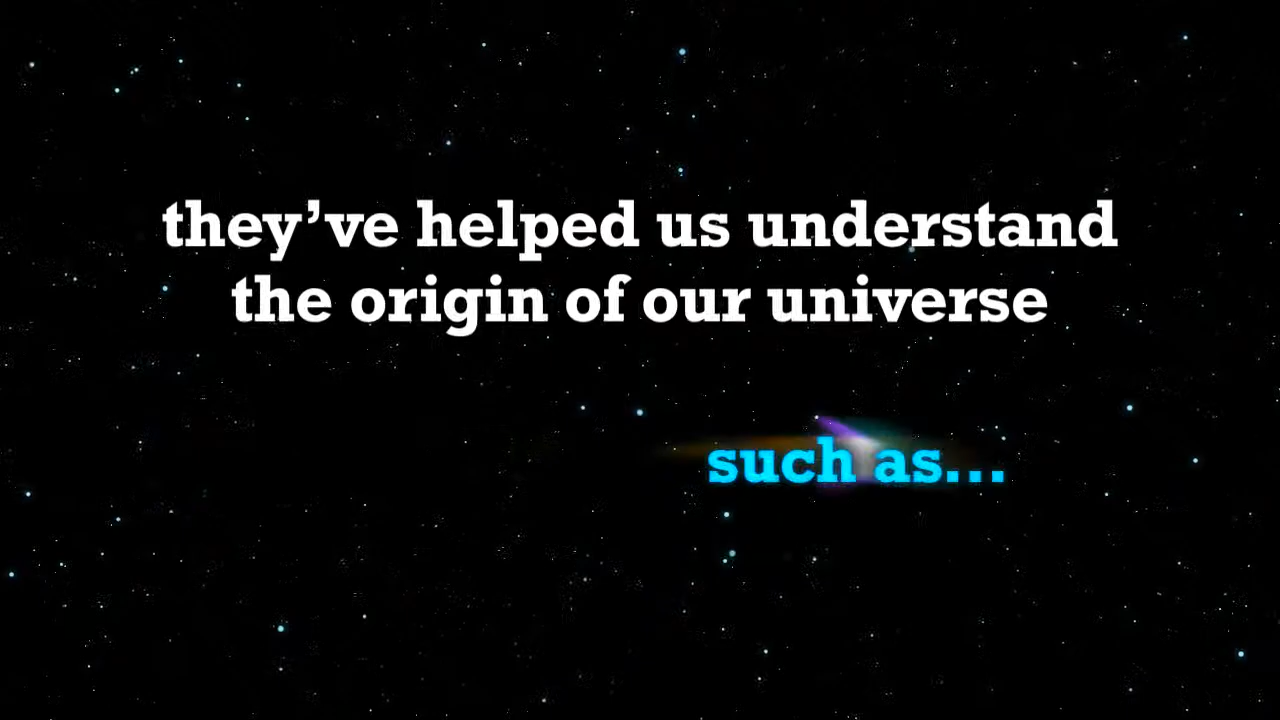 they’ve helped us understand
the origin of our universe
such as...